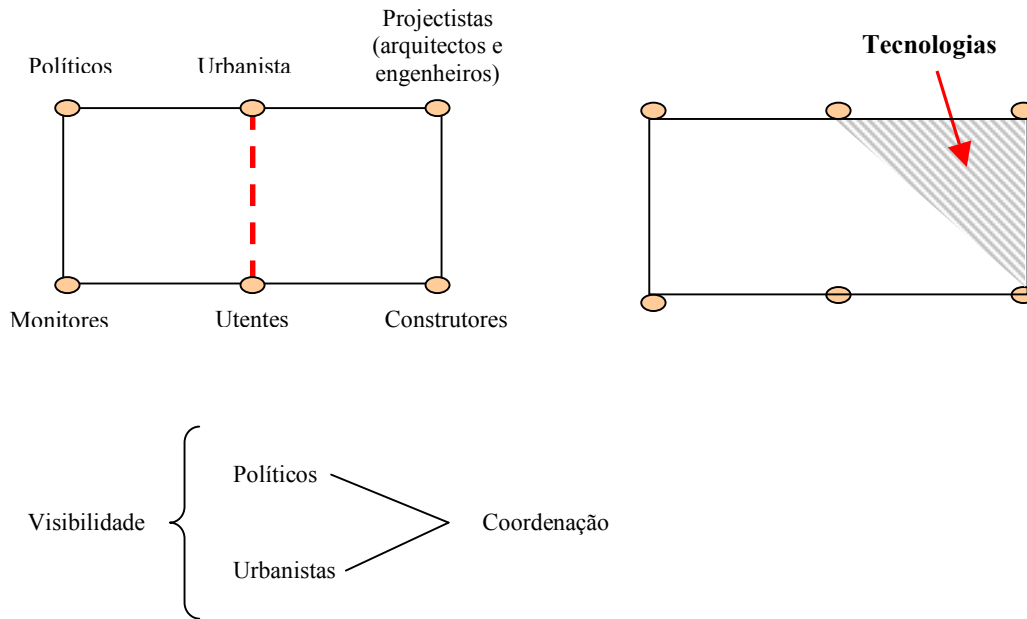 Projectistas
(arquitectos e
engenheiros)
Políticos
Urbanista
Tecnologias
Monitores
Utentes
Construtores
Políticos
Visibilidade
Coordenação
Urbanistas